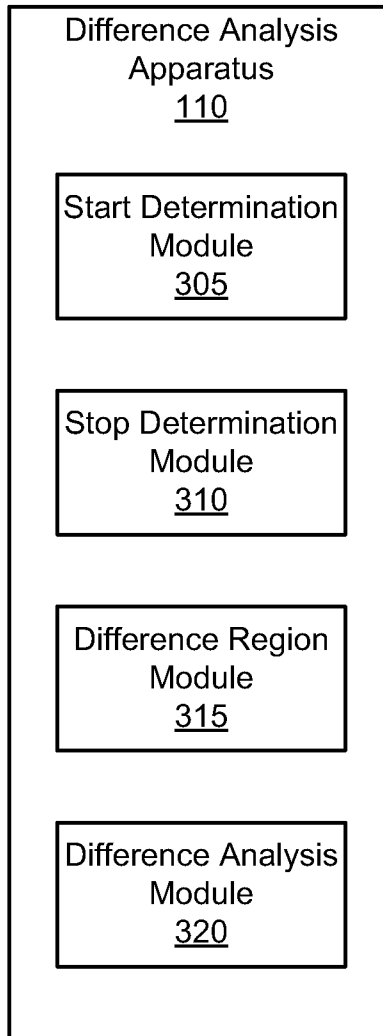 Difference Analysis
Apparatus
110
Start Determination
Module
305
Stop Determination
Module
310
Difference Region
Module
315
Difference Analysis
Module
320